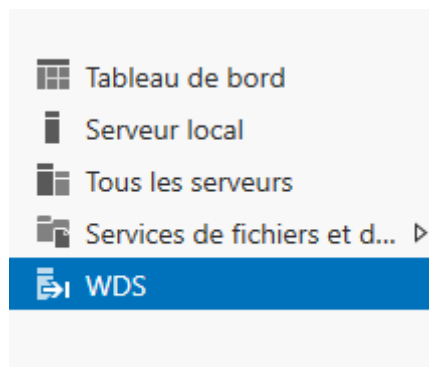 Tableau de bord
Serveur local
Tous les serveurs
Services de fichiers et d...
WDS